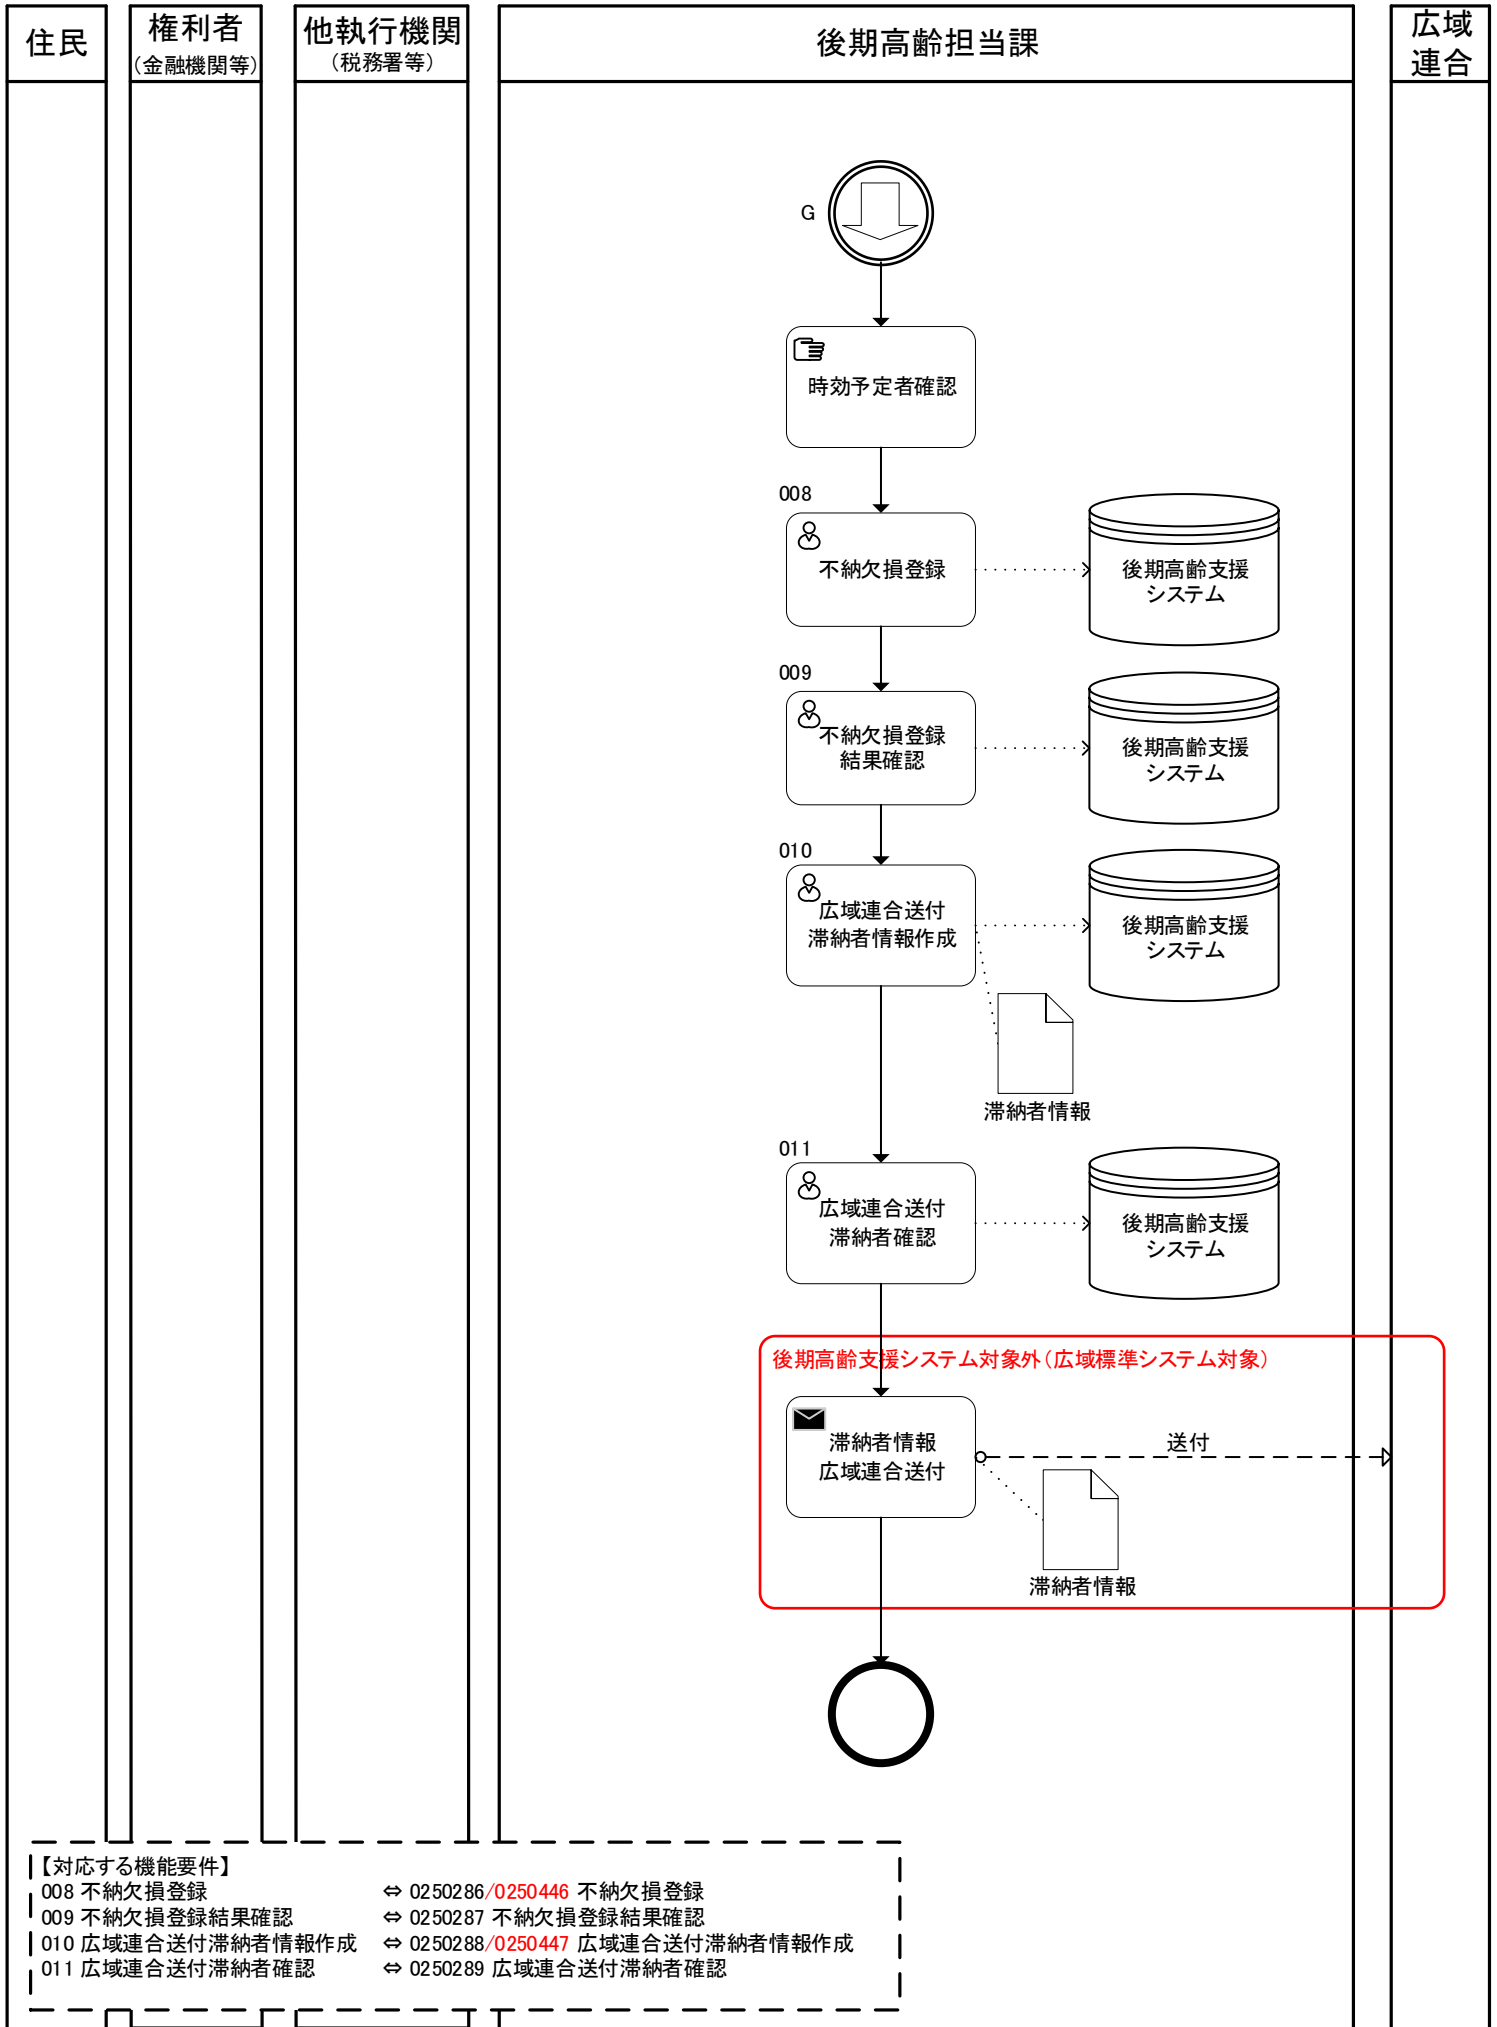 住民
権利者
（金融機関等）
他執行機関
（税務署等）
後期高齢担当課
広域
連合
G
時効予定者確認
008
不納欠損登録
後期高齢支援
システム
009
不納欠損登録
結果確認
後期高齢支援
システム
010
広域連合送付
滞納者情報作成
後期高齢支援
システム
滞納者情報
011
広域連合送付
滞納者確認
後期高齢支援
システム
後期高齢支援システム対象外（広域標準システム対象）
滞納者情報
広域連合送付
送付
滞納者情報
【対応する機能要件】
008 不納欠損登録 ⇔ 0250286/0250446 不納欠損登録
009 不納欠損登録結果確認 ⇔ 0250287 不納欠損登録結果確認
010 広域連合送付滞納者情報作成 ⇔ 0250288/0250447 広域連合送付滞納者情報作成
011 広域連合送付滞納者確認 ⇔ 0250289 広域連合送付滞納者確認